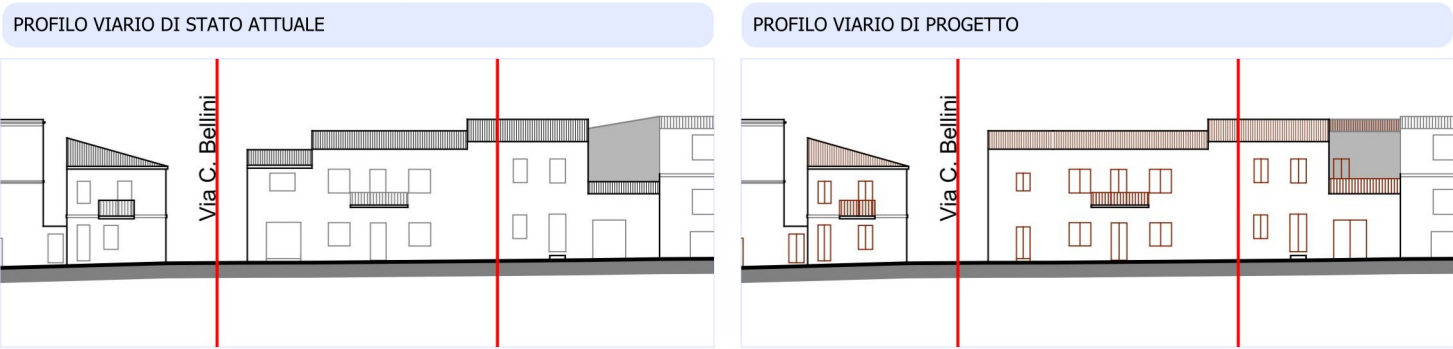 PROFILO VIARIO DI STATO ATTUALE
PROFILO VIARIO DI PROGETTO
Via C. Bellini
Via C. Bellini